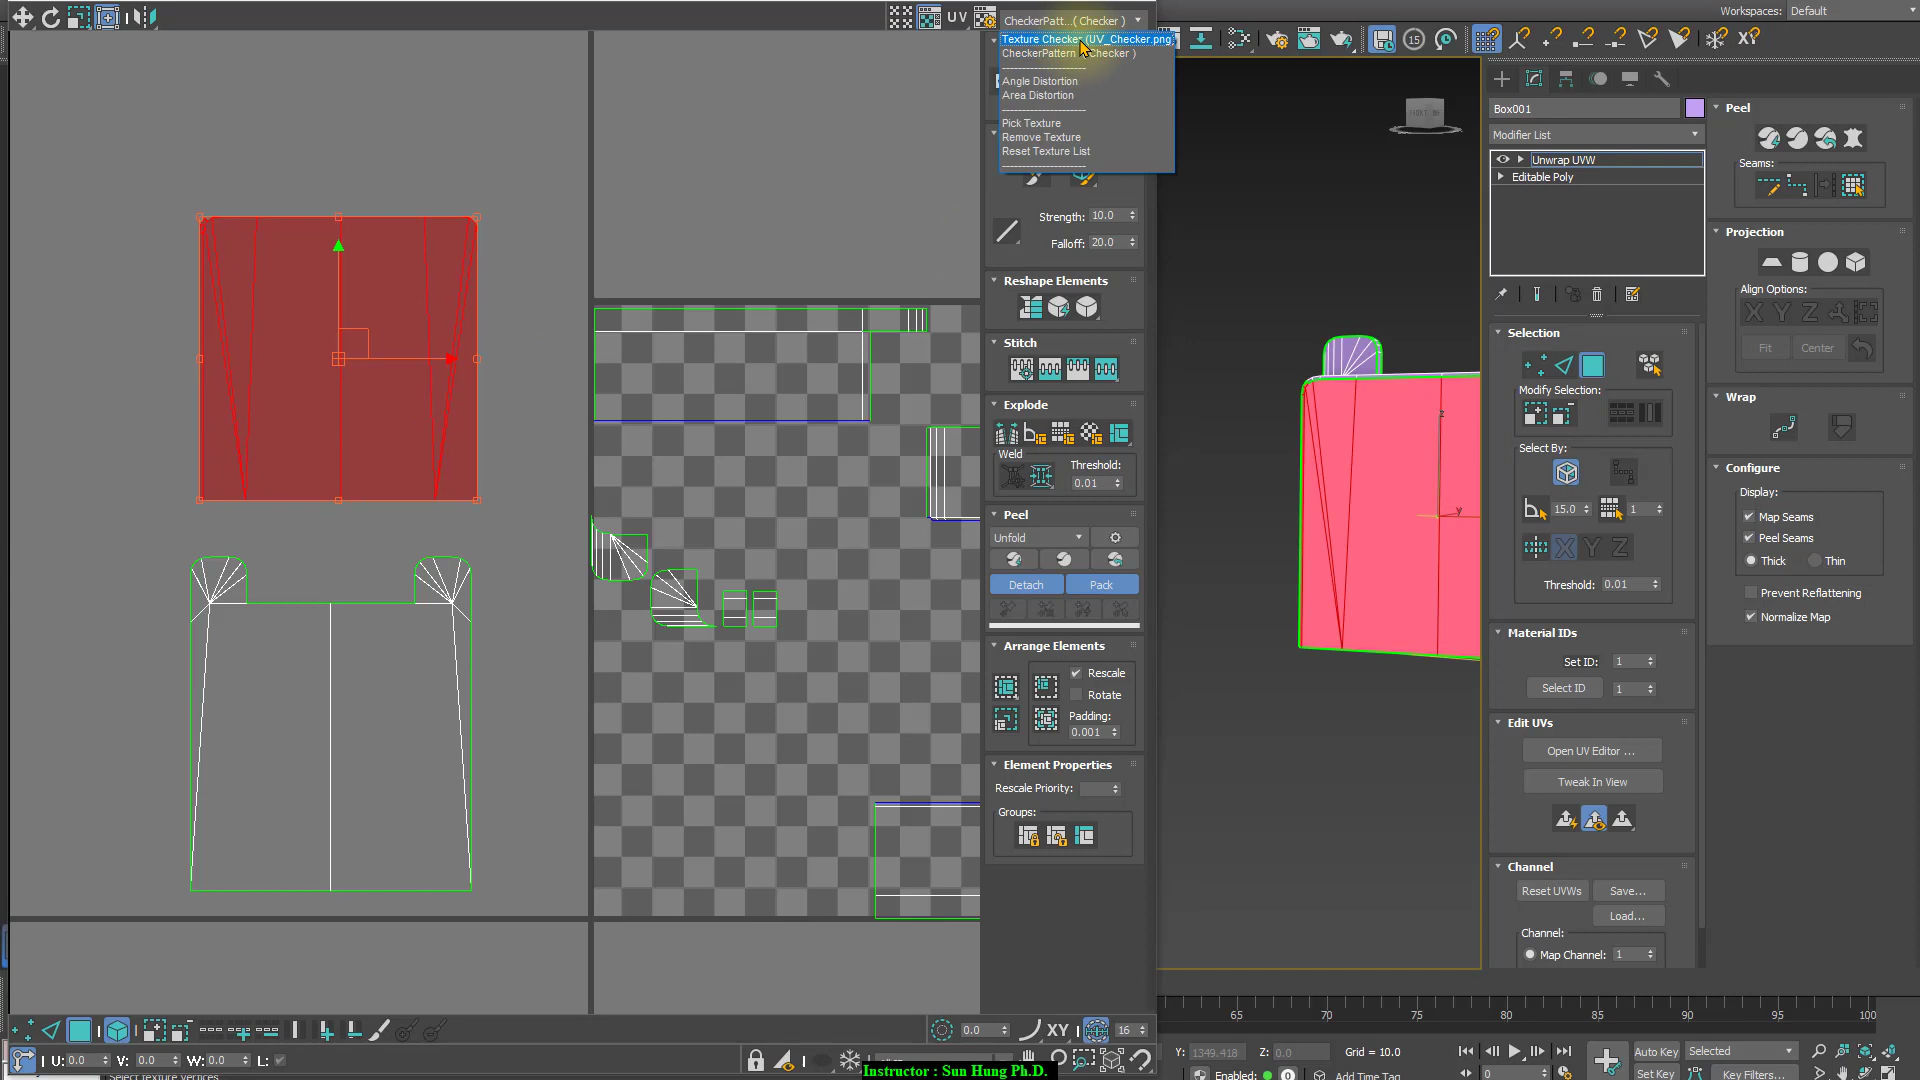 UV
CheckerPatt...( Checker )
Workspaces: Default
Texture Checker (UV_Checker.png)
CheckerPattern
Checker )
Angle Distortion
Area Distortion
Pick Texture
Remove Texture
Reset Texture List
Strength: 10.0
Falloff: 20.0
Reshape Elements
Stitch
Explode
Weld
Threshold:
0.01
Peel
Unfold
Detach
Pack
Arrange Elements
Rescale
Rotate
Padding:
0.001
Element Properties
Rescale Priority:
Groups:
z
y
15
XY
Box001
Modifier List
Unwrap UVW
Editable Poly
Selection
Modify Selection:
Select By:
15.0
1
X Y Z
Threshold: 0.01
Material IDs
Set ID: 1
Select ID 1
Edit UVs
Open UV Editor ...
Tweak In View
Channel
Reset UVWs
Save...
Load...
Channel:
Map Channel: 1
Peel
Seams:
Projection
Align Options:
X Y Z
Fit
Center
Wrap
Configure
Display:
Map Seams
Peel Seams
Thick
Thin
Prevent Reflattening
Normalize Map
65 70 75 80 85 90 95 100
0.0
XY
16
U: 0.0 V: 0.0 W: 0.0 L:
Instructor : Sun Hung Ph.D.
Select texture vertices
Y: 1349.418 Z: 0.0 Grid = 10.0
Enabled: 0 Add Time Tag
0
Auto Key
Selected
Set Key
Key Filters...